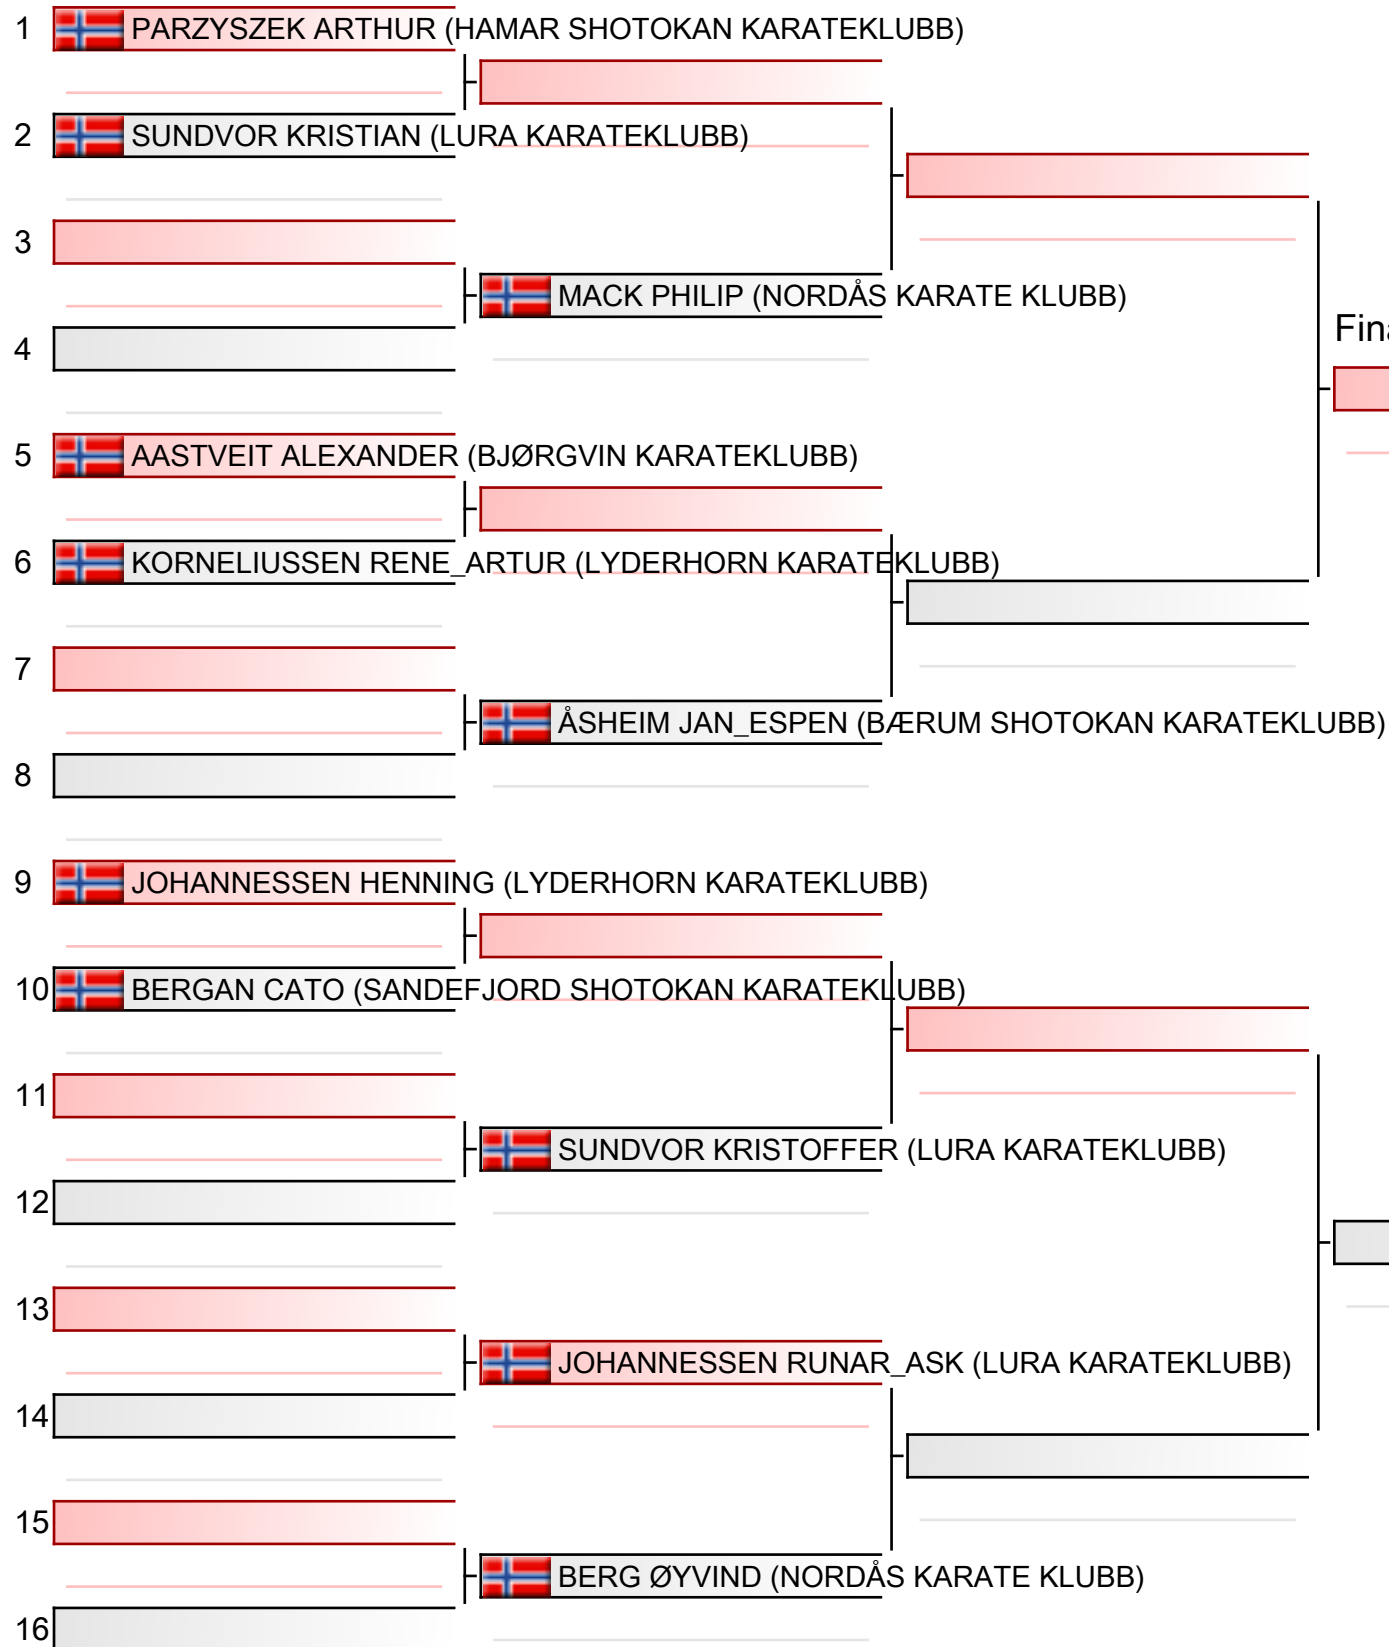 1 PARZYSZEK ARTHUR (HAMAR SHOTOKAN KARATEKLUBB)
2 SUNDVOR KRISTIAN (LURA KARATEKLUBB)
3
MACK PHILIP (NORDÅS KARATE KLUBB)
Fina
4
5 AASTVEIT ALEXANDER (BJØRGVIN KARATEKLUBB)
6 KORNELIUSSEN RENE_ARTUR (LYDERHORN KARATEKLUBB)
7
ÅSHEIM JAN_ESPEN (BÆRUM SHOTOKAN KARATEKLUBB)
8
9 JOHANNESSEN HENNING (LYDERHORN KARATEKLUBB)
10 BERGAN CATO (SANDEFJORD SHOTOKAN KARATEKLUBB)
11
SUNDVOR KRISTOFFER (LURA KARATEKLUBB)
12
13
JOHANNESSEN RUNAR_ASK (LURA KARATEKLUBB)
14
15
BERG ØYVIND (NORDÅS KARATE KLUBB)
16